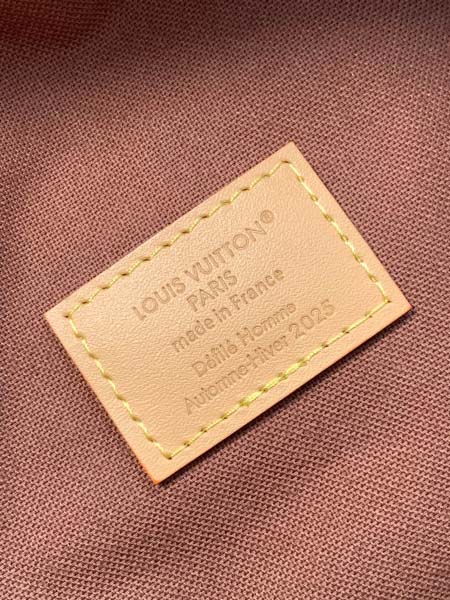 LOUIS VUITTON®
PARIS
made in France
Défilé Homme
Automne-Hiver 2025